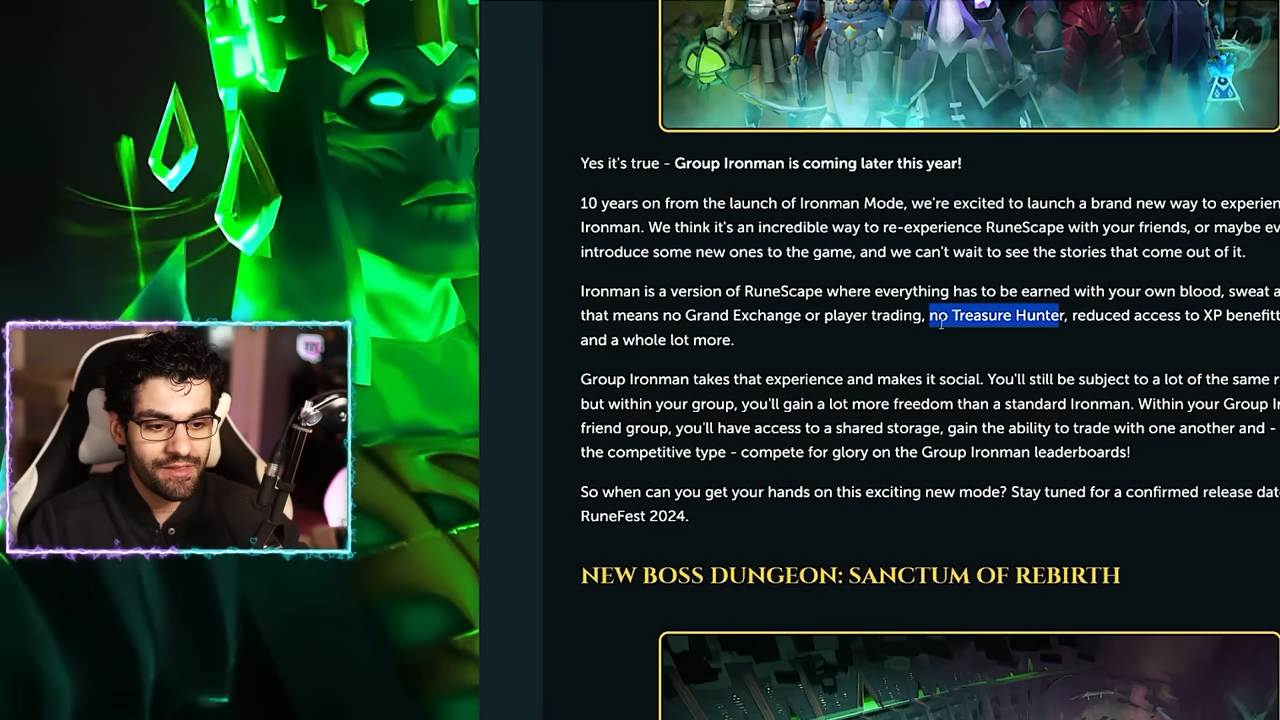 Yes it's true - Group Ironman is coming later this year!
10 years on from the launch of Ironman Mode, we're excited to launch a brand new way to experien
Ironman. We think it's an incredible way to re-experience RuneScape with your friends, or maybe ev
introduce some new ones to the game, and we can't wait to see the stories that come out of it.
Ironman is a version of RuneScape where everything has to be earned with your own blood, sweat a
that means no Grand Exchange or player trading, no Treasure Hunter, reduced access to XP benefitt
and a whole lot more.
Group Ironman takes that experience and makes it social. You'll still be subject to a lot of the same r
but within your group, you'll gain a lot more freedom than a standard Ironman. Within your Group Ir
friend group, you'll have access to a shared storage, gain the ability to trade with one another and -
the competitive type - compete for glory on the Group Ironman leaderboards!
So when can you get your hands on this exciting new mode? Stay tuned for a confirmed release dat
RuneFest 2024.
NEW BOSS DUNGEON: SANCTUM OF REBIRTH